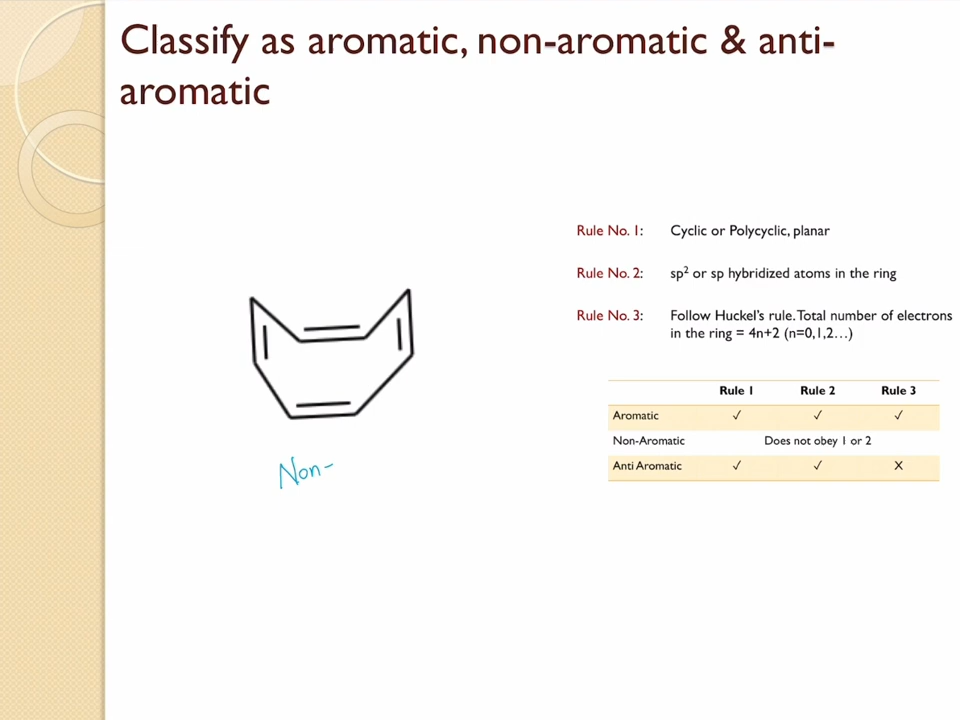 Classify as aromatic, non-aromatic & anti-
aromatic
Rule No. 1: Cyclic or Polycyclic, planar
Rule No. 2: sp² or sp hybridized atoms in the ring
Rule No. 3: Follow Huckel's rule. Total number of electrons
in the ring = 4n+2 (n=0,1,2...)
Rule 1 Rule 2 Rule 3
Aromatic ✓ ✓ ✓
Non-Aromatic Does not obey 1 or 2
Anti Aromatic ✓ ✓ X
Non-